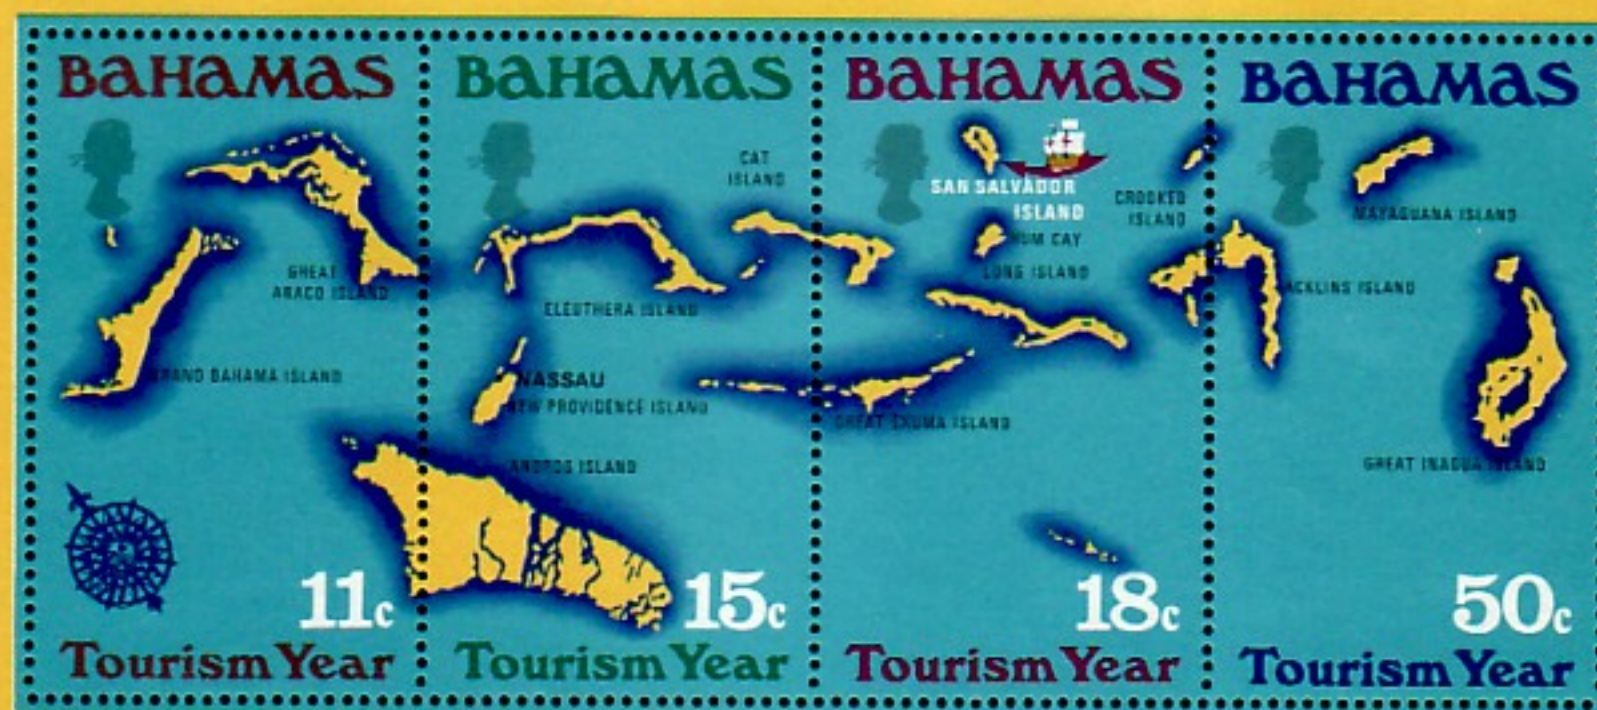 BAHAMAS
GREAT
ABACO ISLAND
GRAND BAHAMA ISLAND
11c
Tourism Year
BAHAMAS
CAT
ISLAND
ELEUTHERA ISLAND
NASSAU
NEW PROVIDENCE ISLAND
ANDROS ISLAND
15c
Tourism Year
BAHAMAS
SAN SALVADOR
ISLAND
CROOKED
ISLAND
RUM CAY
LONG ISLAND
GREAT EXUMA ISLAND
18c
Tourism Year
BAHAMAS
MAYAGUANA ISLAND
ACKLINS ISLAND
GREAT INAGUA ISLAND
50c
Tourism Year